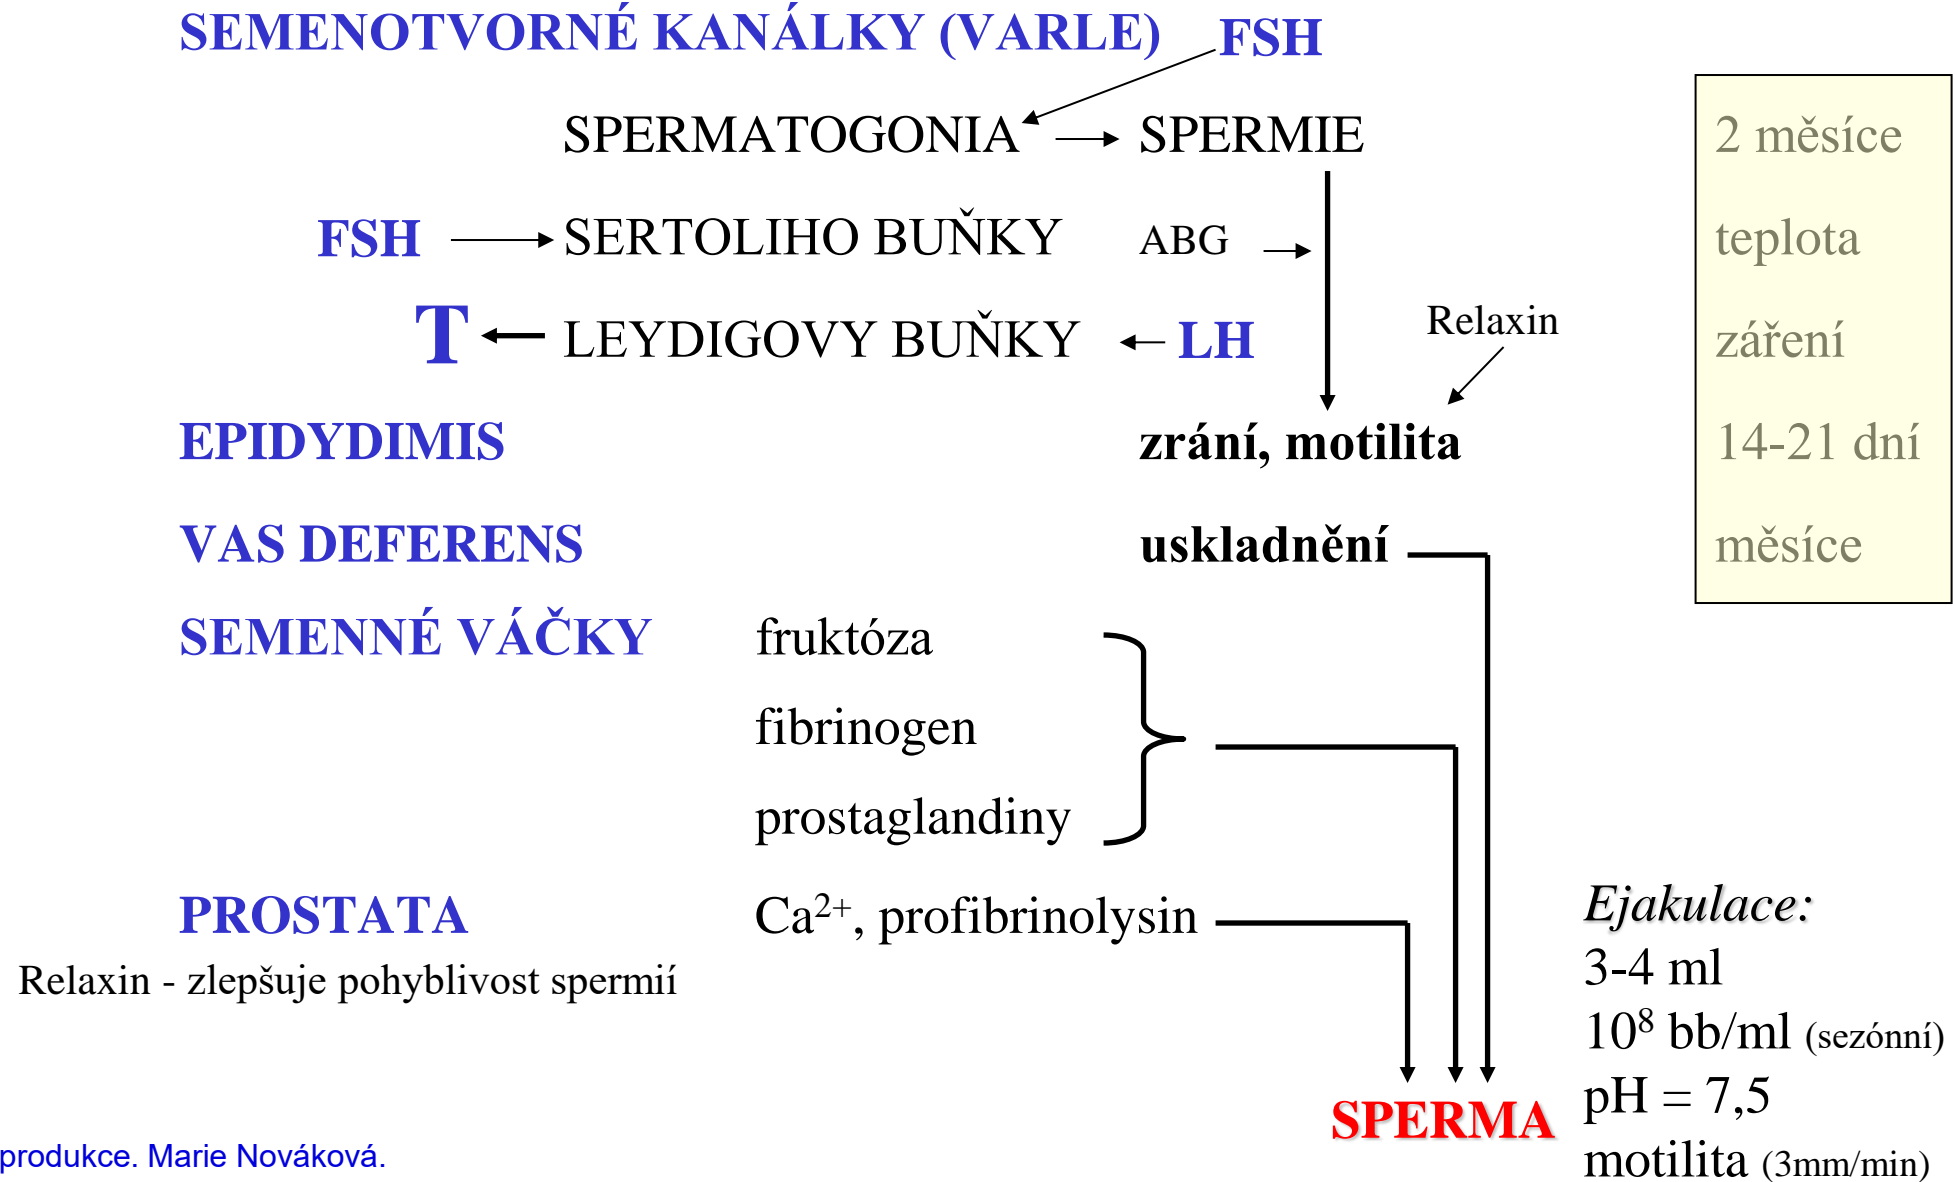 SEMENOTVORNÉ KANÁLKY (VARLE) FSH
SPERMATOGONIA SPERMIE 2 měsíce
FSH SERTOLIHO BUŇKY ABG teplota
Relaxin
T LEYDIGOVY BUŇKY LH záření
EPIDYDIMIS zrání, motilita 14-21 dní
VAS DEFERENS uskladnění měsíce
SEMENNÉ VÁČKY fruktóza
fibrinogen
prostaglandiny
PROSTATA Ca²⁺, profibrinolysin
Relaxin - zlepšuje pohyblivost spermií
Ejakulace:
3-4 ml
10⁸ bb/ml (sezónní)
pH = 7,5
motilita (3mm/min)
SPERMA
produkce. Marie Nováková.